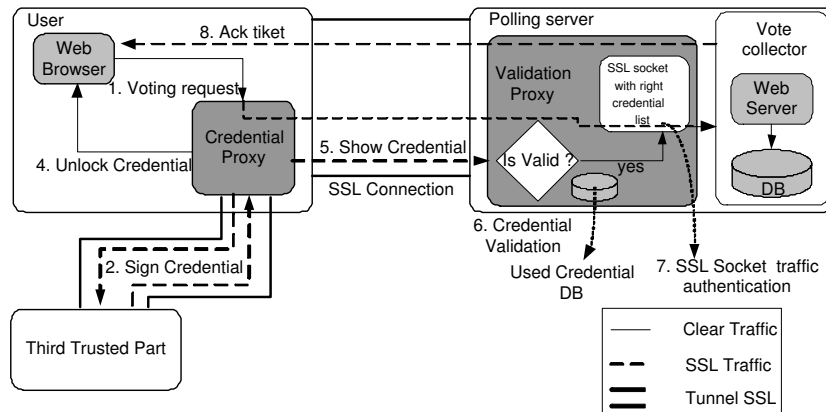 User
Polling server
8. Ack tiket
Vote
collector
Web
Browser
1. Voting request
Validation
Proxy
SSL socket
with right
credential
list
Web
Server
Credential
Proxy
4. Unlock Credential
5. Show Credential
Is Valid ?
yes
DB
SSL Connection
6. Credential
Validation
2. Sign Credential
Used Credential
DB
7. SSL Socket traffic
authentication
Third Trusted Part
Clear Traffic
SSL Traffic
Tunnel SSL